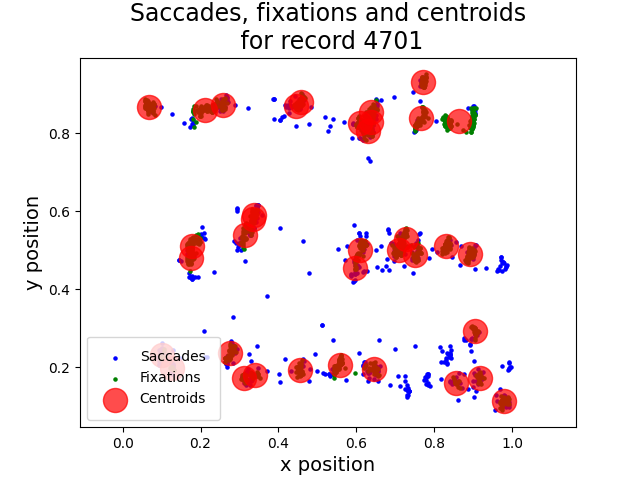 Saccades, fixations and centroids
for record 4701
y position
0.8
0.6
0.4
0.2
Saccades
Fixations
Centroids
0.0 0.2 0.4 0.6 0.8 1.0
x position